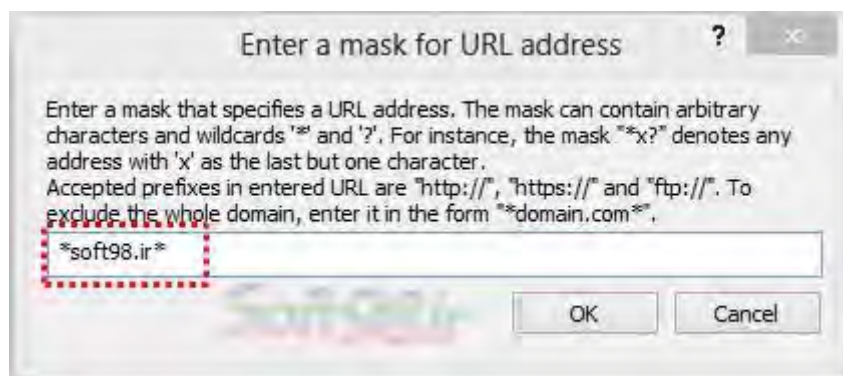 Enter a mask for URL address
?
Enter a mask that specifies a URL address. The mask can contain arbitrary
characters and wildcards '*' and '?'. For instance, the mask "*x?" denotes any
address with 'x' as the last but one character.
Accepted prefixes in entered URL are "http://", "https://" and "ftp://". To
exclude the whole domain, enter it in the form "*domain.com*".
*soft98.ir*
Soft98.ir
OK
Cancel